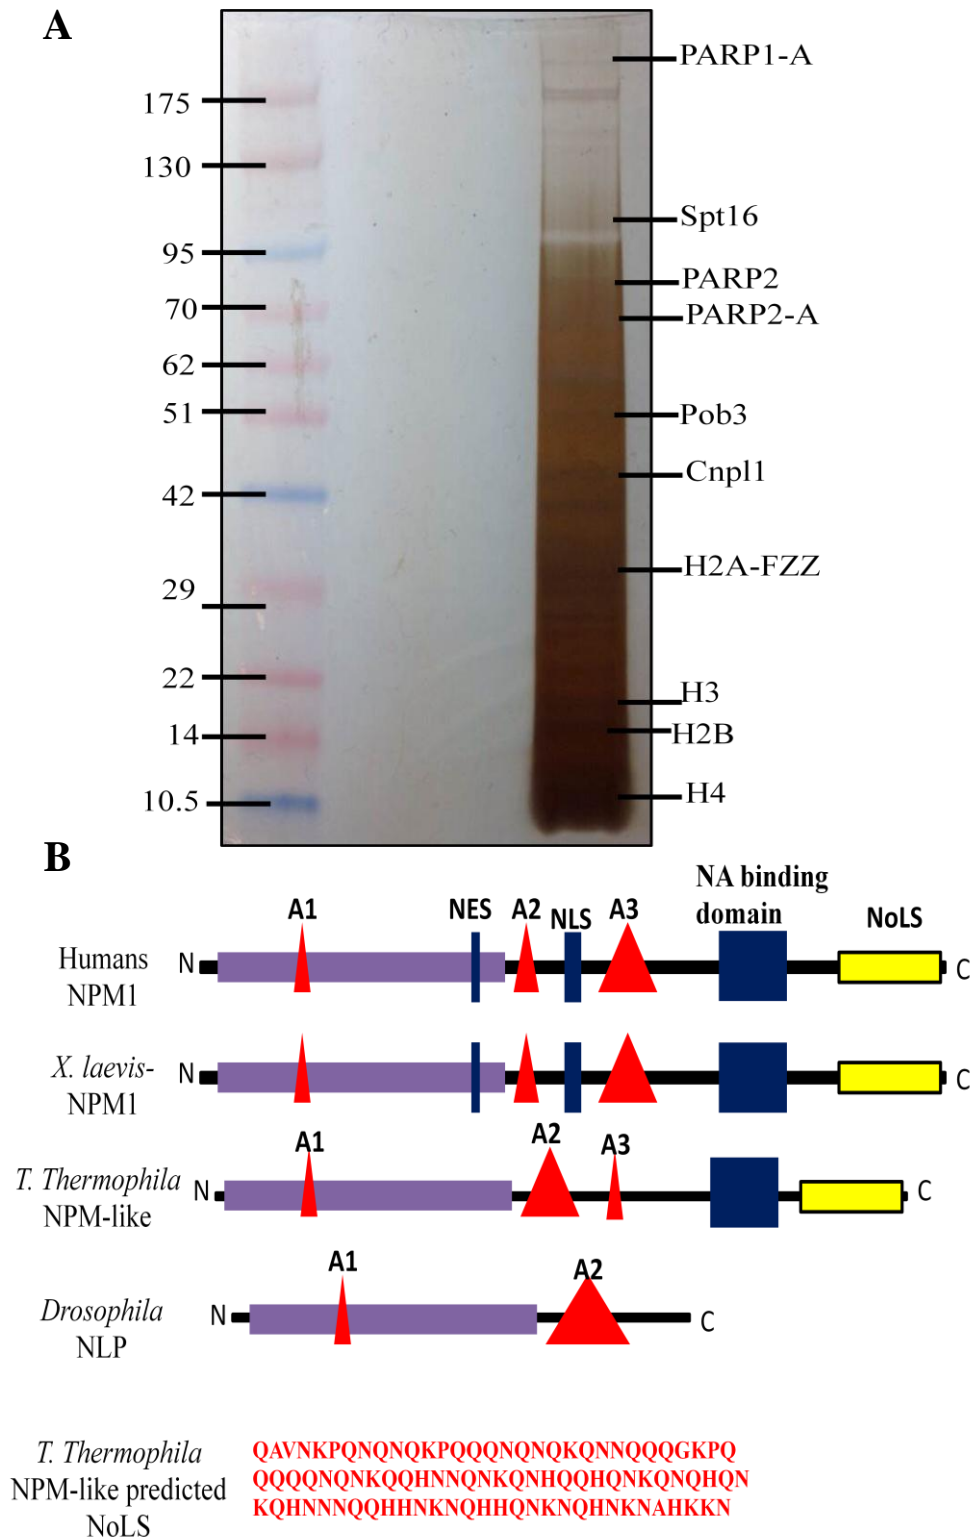 A
PARP1-A
175
130
Spt16
95
PARP2
70
PARP2-A
62
51
Pob3
Cnpl1
42
H2A-FZZ
29
22
H3
14
H2B
10.5
H4
B
NA binding
domain
A1
NES
A2
NLS
A3
NoLS
Humans
NPM1
N
C
X. laevis-
NPM1
N
C
A1
A2
A3
T. Thermophila
NPM-like
N
C
A1
A2
Drosophila
NLP
N
C
T. Thermophila
NPM-like predicted
NoLS
QAVNKPQNQNQKPQQQNQNQKQNNQQQGKPQ
QQQQNQNKQQHNNQNKQNHQQHQNKQNQHQN
KQHNNNQQHHNKNQHHQNKNQHNKNAHKKN